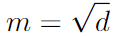 m = √d